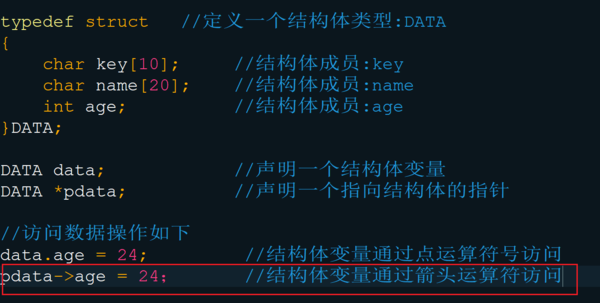 typedef struct //定义一个结构体类型:DATA
{
char key[10]; //结构体成员:key
char name[20]; //结构体成员:name
int age; //结构体成员:age
}DATA;
DATA data; //声明一个结构体变量
DATA *pdata; //声明一个指向结构体的指针
//访问数据操作如下
data.age = 24; //结构体变量通过点运算符号访问
pdata->age = 24; //结构体变量通过箭头运算符访问